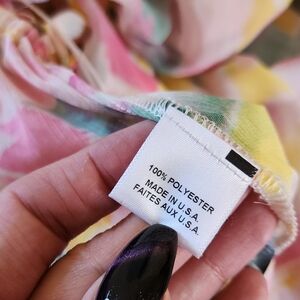 100% POLYESTER
MADE IN U.S.A.
FAITES AUX U.S.A.